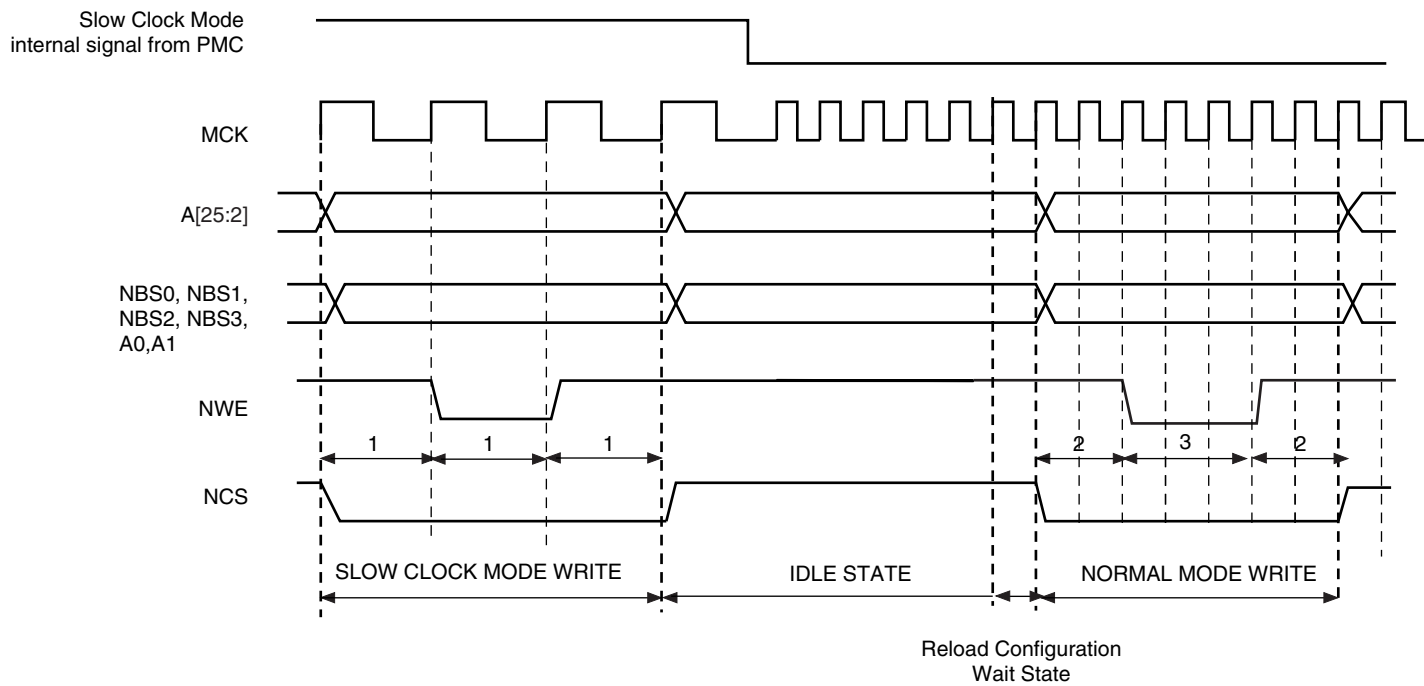 Slow Clock Mode
internal signal from PMC
MCK
A[25:2]
NBS0, NBS1,
NBS2, NBS3,
A0,A1
NWE
1 1 1 2 3 2
NCS
SLOW CLOCK MODE WRITE IDLE STATE NORMAL MODE WRITE
Reload Configuration
Wait State